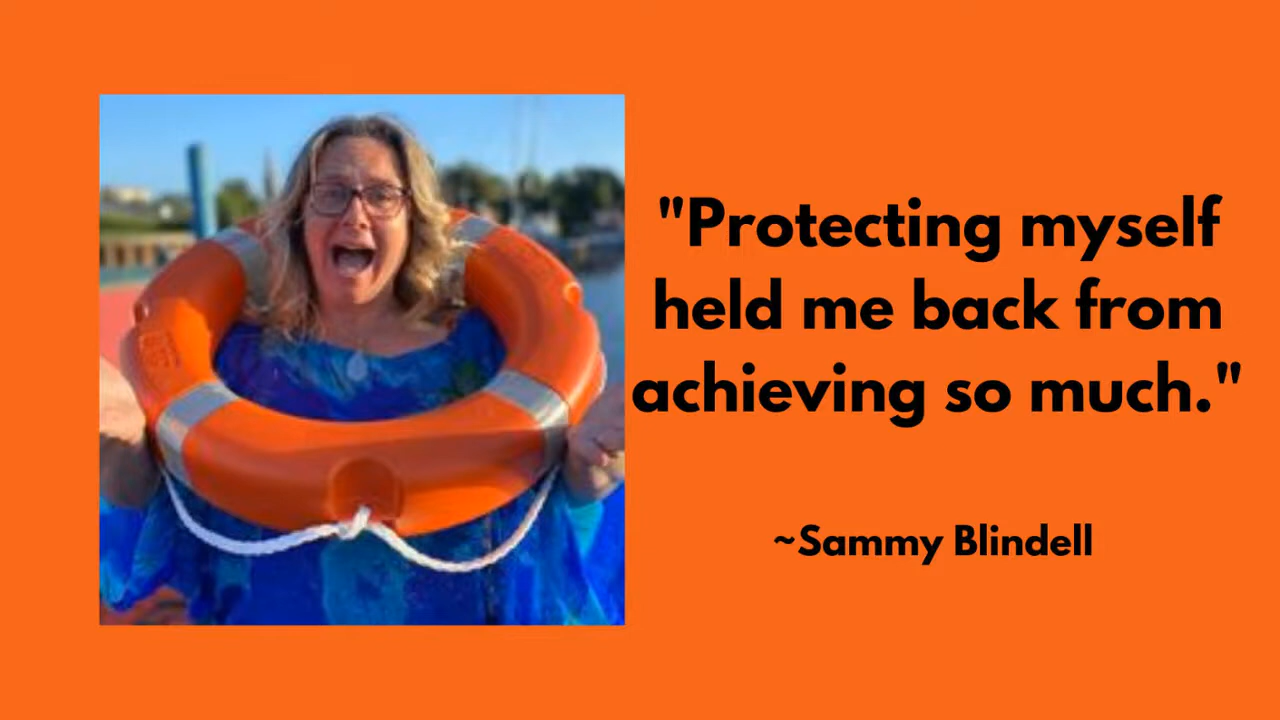 "Protecting myself
held me back from
achieving so much."
~Sammy Blindell